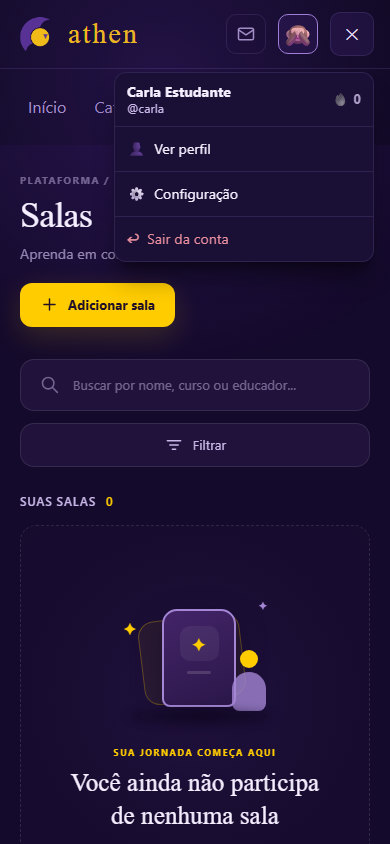 athen
Carla Estudante
@carla
0
Início
Ver perfil
Configuração
Sair da conta
PLATAFORMA /
Salas
Aprenda em
Adicionar sala
Buscar por nome, curso ou educador...
Filtrar
SUAS SALAS 0
SUA JORNADA COMEÇA AQUI
Você ainda não participa
de nenhuma sala